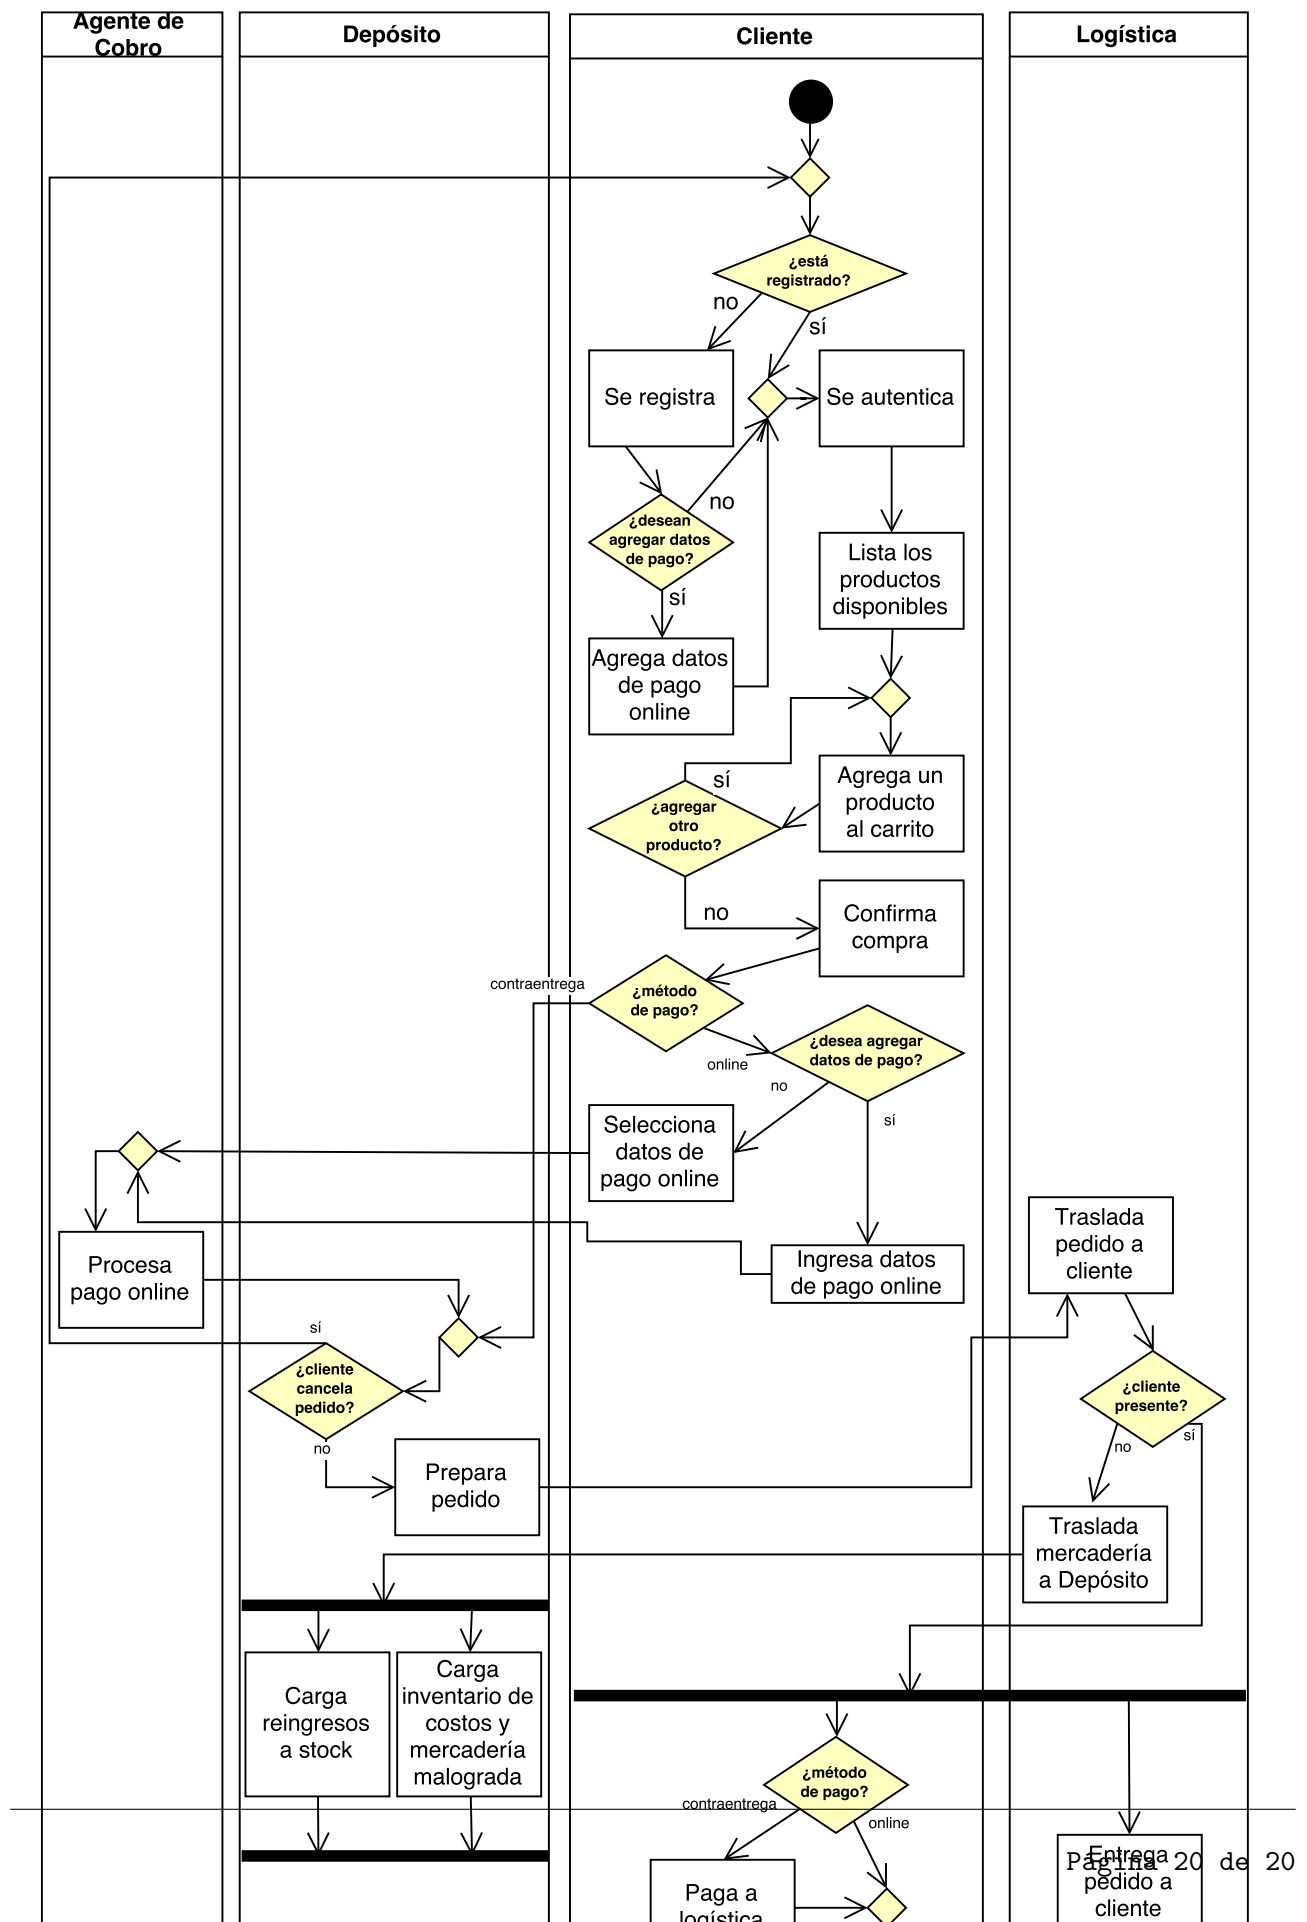 Agente de
Cobro
Depósito
Cliente
Logística
¿está
registrado?
no
sí
Se registra
Se autentica
¿desean
agregar datos
de pago?
no
sí
Lista los
productos
disponibles
Agrega datos
de pago
online
Agrega un
producto
al carrito
sí
¿agregar
otro
producto?
no
Confirma
compra
contraentrega
¿método
de pago?
online
¿desea agregar
datos de pago?
no
sí
Selecciona
datos de
pago online
Ingresa datos
de pago online
Procesa
pago online
Traslada
pedido a
cliente
sí
¿cliente
cancela
pedido?
no
Prepara
pedido
¿cliente
presente?
no
sí
Traslada
mercadería
a Depósito
Carga
reingresos
a stock
Carga
inventario de
costos y
mercadería
malograda
¿método
de pago?
contraentrega
online
Entrega
pedido a
cliente
Página 20 de 20
Paga a
logística